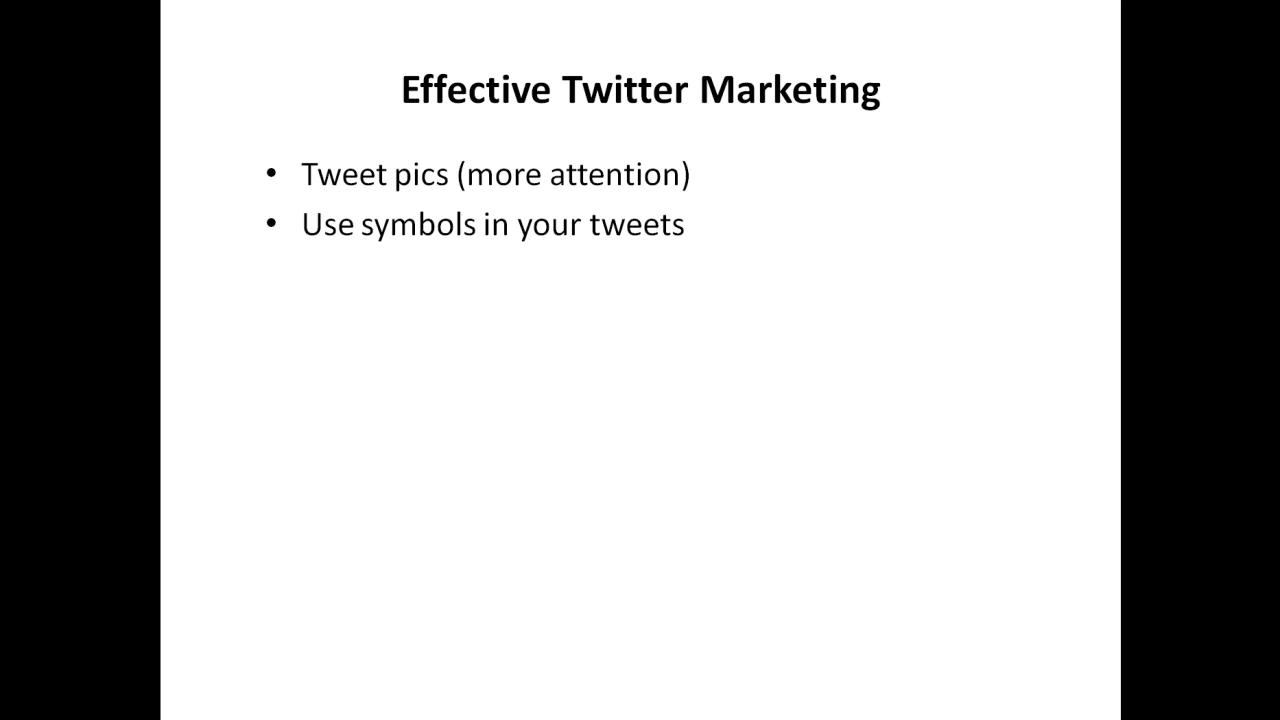 Effective Twitter Marketing
• Tweet pics (more attention)
• Use symbols in your tweets